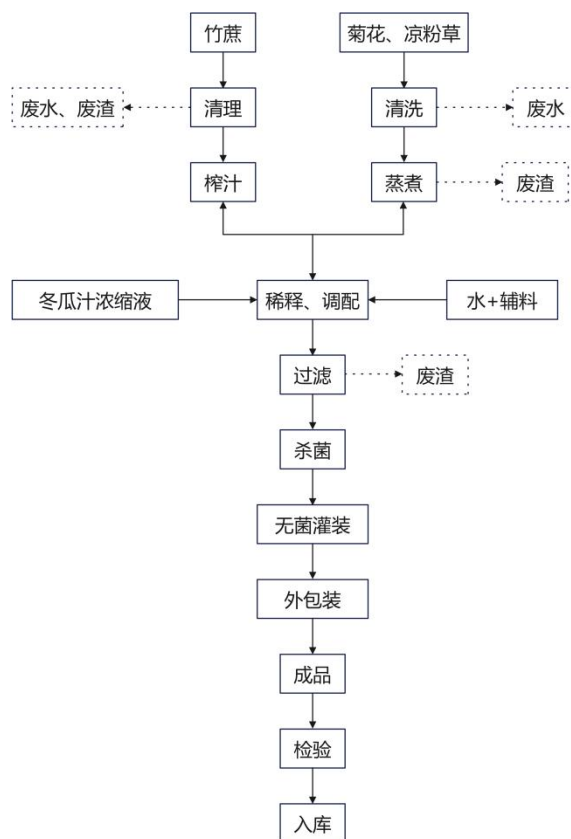 竹蔗
菊花、凉粉草
废水、废渣
清理
清洗
废水
榨汁
蒸煮
废渣
冬瓜汁浓缩液
稀释、调配
水+辅料
过滤
废渣
杀菌
无菌灌装
外包装
成品
检验
入库